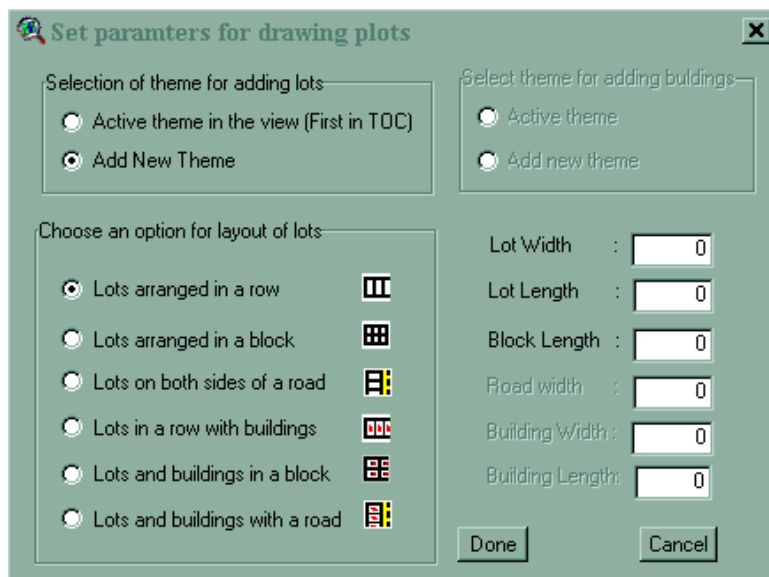 Set paramters for drawing plots
Selection of theme for adding lots
Active theme in the view (First in TOC)
Add New Theme
Select theme for adding buldings
Active theme
Add new theme
Choose an option for layout of lots
Lots arranged in a row
Lots arranged in a block
Lots on both sides of a road
Lots in a row with buildings
Lots and buildings in a block
Lots and buildings with a road
Lot Width : 0
Lot Length : 0
Block Length : 0
Road width : 0
Building Width : 0
Building Length: 0
Done
Cancel